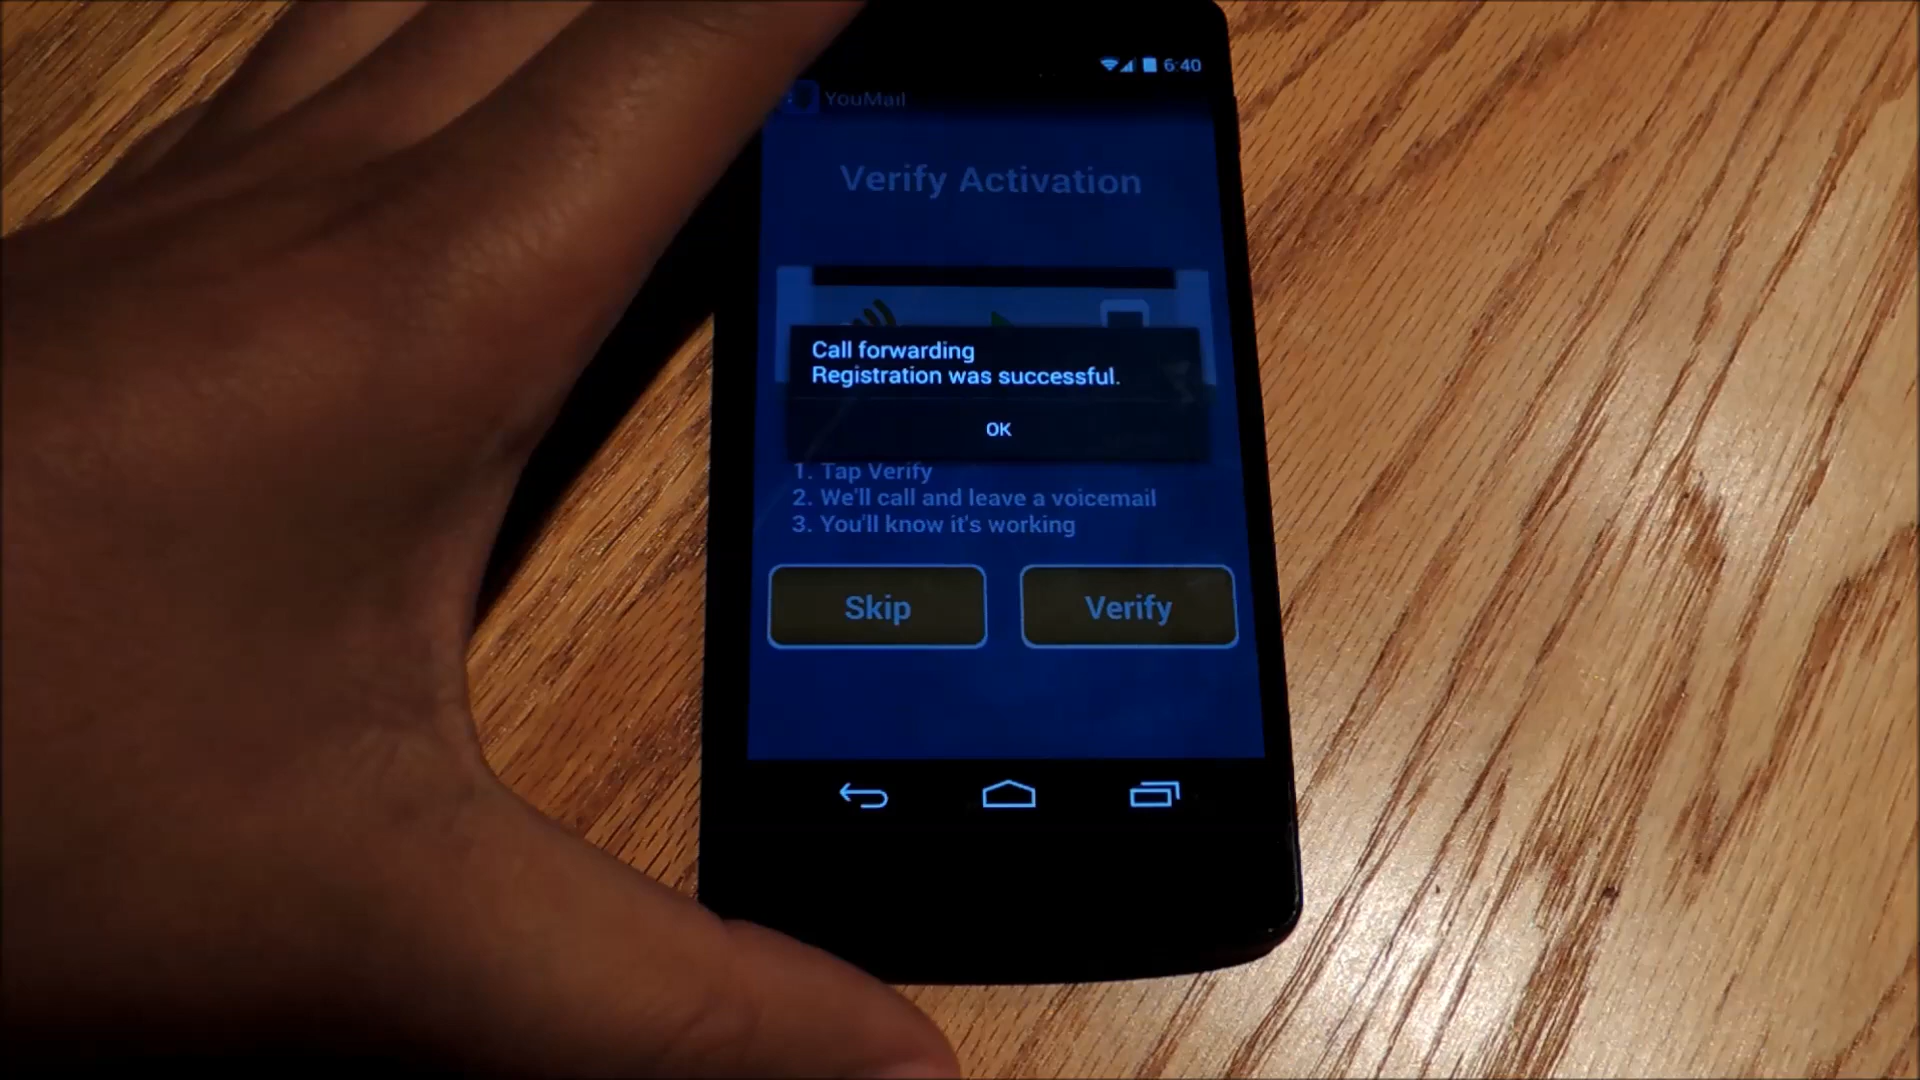 6:40
YouMail
Verify Activation
Call forwarding
Registration was successful.
OK
1. Tap Verify
2. We'll call and leave a voicemail
3. You'll know it's working
Skip
Verify